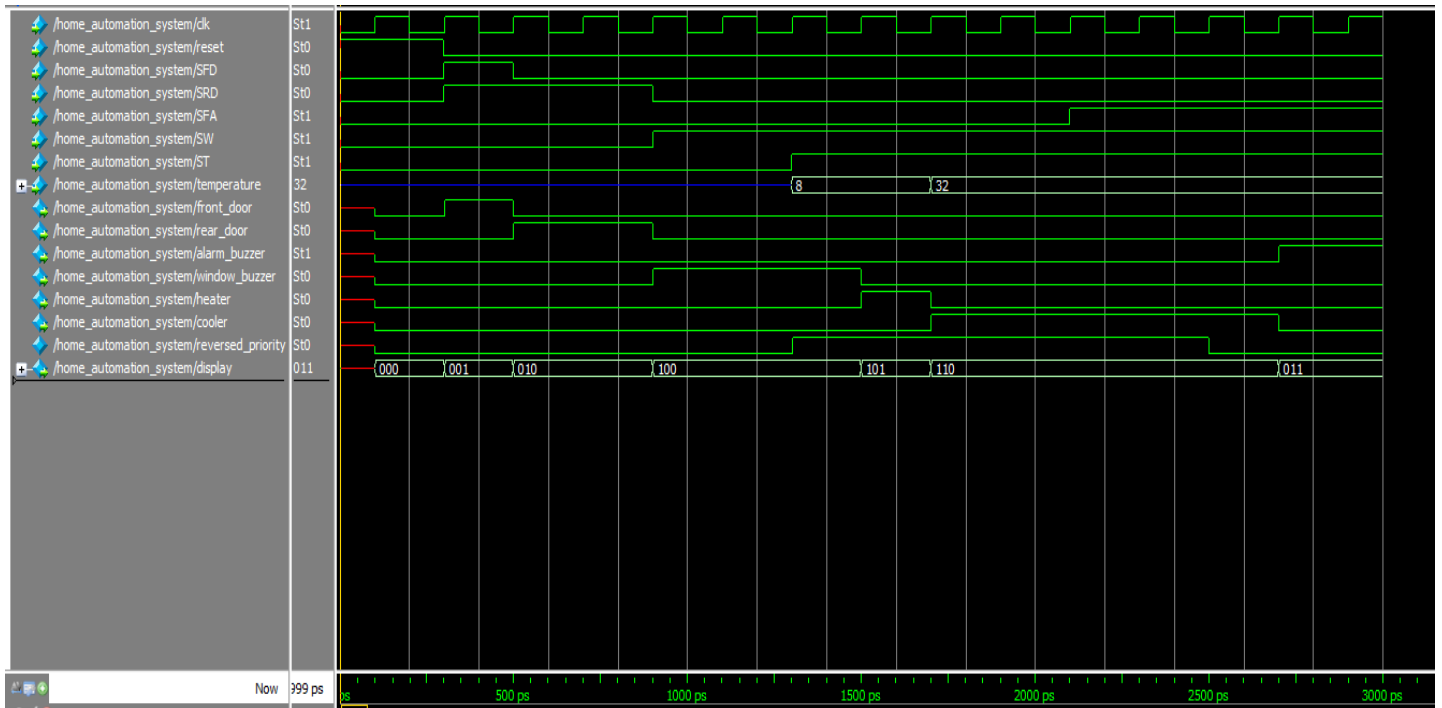 /home_automation_system/clk St1
/home_automation_system/reset St0
/home_automation_system/SFD St0
/home_automation_system/SRD St0
/home_automation_system/SFA St1
/home_automation_system/SW St1
/home_automation_system/ST St1
/home_automation_system/temperature 32 8 32
/home_automation_system/front_door St0
/home_automation_system/rear_door St0
/home_automation_system/alarm_buzzer St1
/home_automation_system/window_buzzer St0
/home_automation_system/heater St0
/home_automation_system/cooler St0
/home_automation_system/reversed_priority St0
/home_automation_system/display 011 000 001 010 100 101 110 011
Now 999 ps ps 500 ps 1000 ps 1500 ps 2000 ps 2500 ps 3000 ps